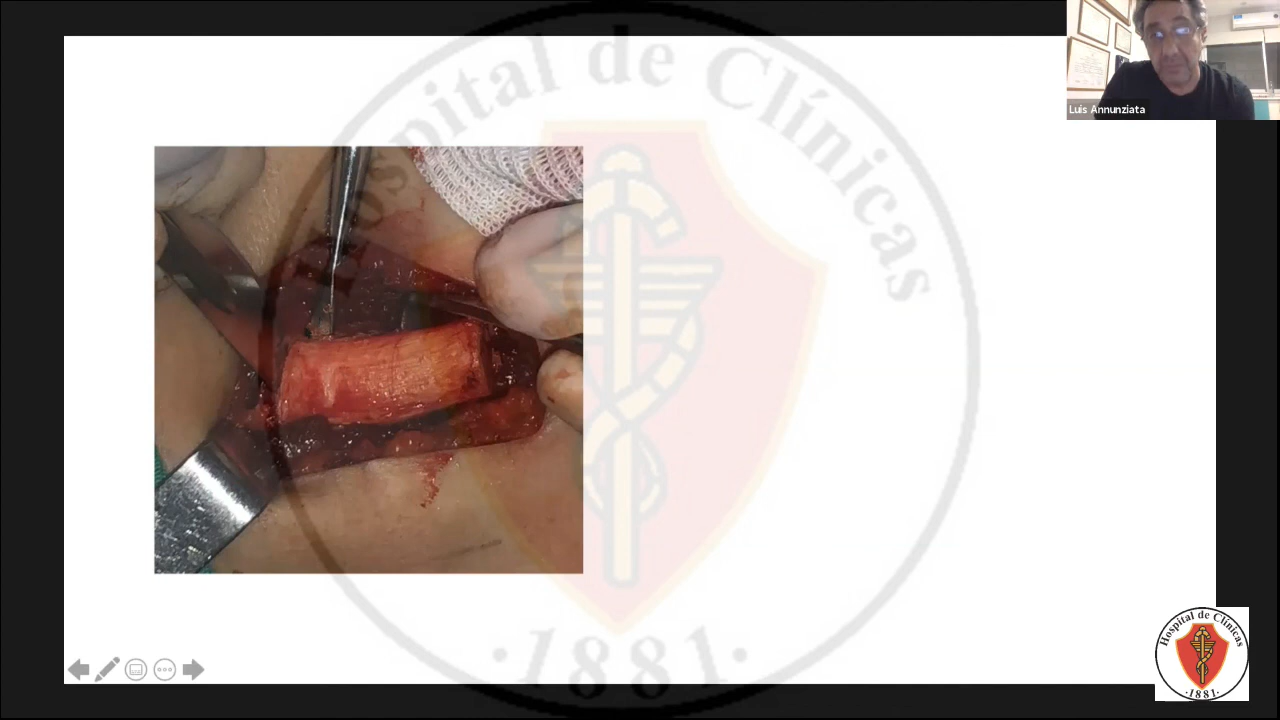 Hospital de Clínicas
·1881·
Luis Annunziata
Hospital de Clínicas
·1881·